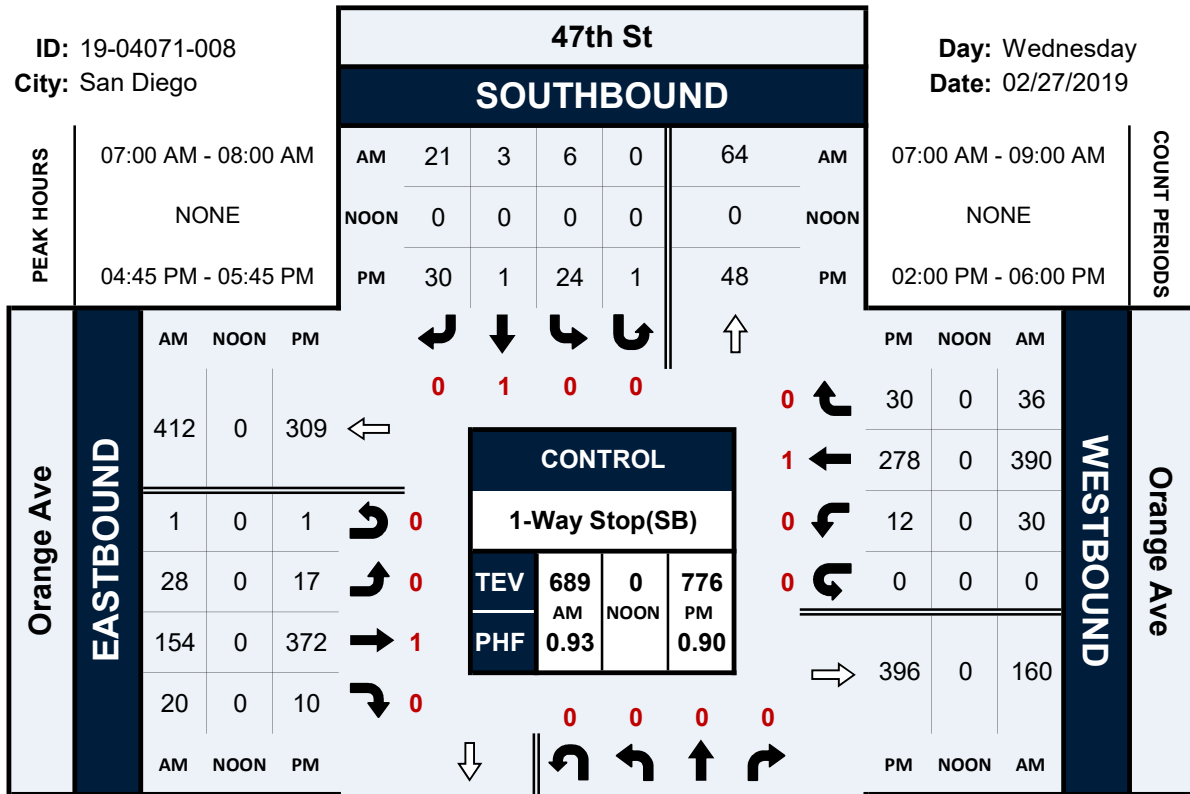 47th St
ID: 19-04071-008
Day: Wednesday
City: San Diego
Date: 02/27/2019
SOUTHBOUND
PEAK HOURS
07:00 AM - 08:00 AM
NONE
04:45 PM - 05:45 PM
AM 21 3 6 0 64 AM
NOON 0 0 0 0 0 NOON
PM 30 1 24 1 48 PM
07:00 AM - 09:00 AM
NONE
02:00 PM - 06:00 PM
COUNT PERIODS
0 1 0 0
Orange Ave
EASTBOUND
AM NOON PM
412 0 309
1 0 1 0
28 0 17 0
154 0 372 1
20 0 10 0
AM NOON PM
CONTROL
1-Way Stop(SB)
TEV 689 0 776
AM NOON PM
PHF 0.93 0.90
PM NOON AM
0 30 0 36
1 278 0 390
0 12 0 30
0 0 0 0
396 0 160
PM NOON AM
WESTBOUND
Orange Ave
0 0 0 0